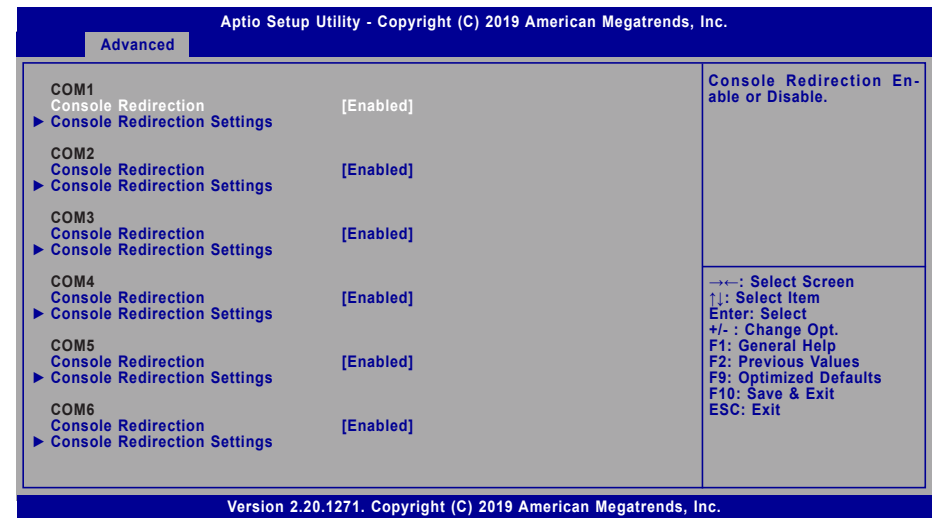 Aptio Setup Utility - Copyright (C) 2019 American Megatrends, Inc.
Advanced
COM1
Console Redirection [Enabled]
▶ Console Redirection Settings
COM2
Console Redirection [Enabled]
▶ Console Redirection Settings
COM3
Console Redirection [Enabled]
▶ Console Redirection Settings
COM4
Console Redirection [Enabled]
▶ Console Redirection Settings
COM5
Console Redirection [Enabled]
▶ Console Redirection Settings
COM6
Console Redirection [Enabled]
▶ Console Redirection Settings
Console Redirection En-
able or Disable.
→←: Select Screen
↑↓: Select Item
Enter: Select
+/- : Change Opt.
F1: General Help
F2: Previous Values
F9: Optimized Defaults
F10: Save & Exit
ESC: Exit
Version 2.20.1271. Copyright (C) 2019 American Megatrends, Inc.